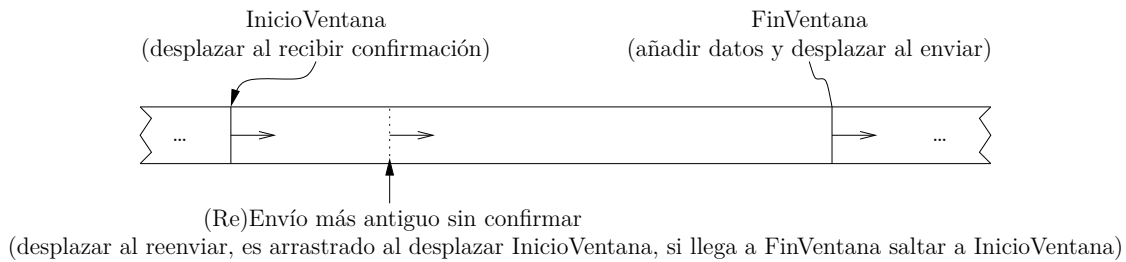 InicioVentana
(desplazar al recibir confirmación)
FinVentana
(añadir datos y desplazar al enviar)
...
...
(Re)Envío más antiguo sin confirmar
(desplazar al reenviar, es arrastrado al desplazar InicioVentana, si llega a FinVentana saltar a InicioVentana)